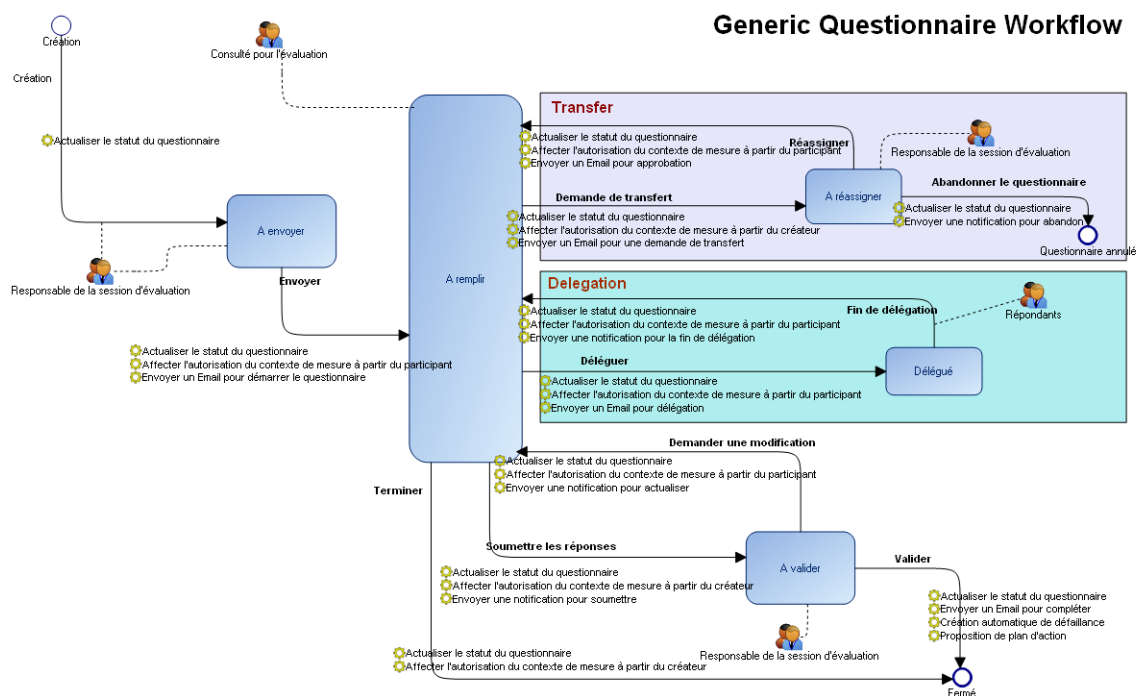 Generic Questionnaire Workflow
Création
Consulté pour l'évaluation
Création
Actualiser le statut du questionnaire
Transfer
Actualiser le statut du questionnaire
Réassigner
Affecter l'autorisation du contexte de mesure à partir du participant
Envoyer un Email pour approbation
Responsable de la session d'évaluation
Demande de transfert
A réassigner
Abandonner le questionnaire
Actualiser le statut du questionnaire
Affecter l'autorisation du contexte de mesure à partir du créateur
Envoyer un Email pour une demande de transfert
Actualiser le statut du questionnaire
Envoyer une notification pour abandon
Questionnaire annulé
A envoyer
Responsable de la session d'évaluation
Envoyer
A remplir
Actualiser le statut du questionnaire
Affecter l'autorisation du contexte de mesure à partir du participant
Envoyer un Email pour démarrer le questionnaire
Delegation
Actualiser le statut du questionnaire
Fin de délégation
Affecter l'autorisation du contexte de mesure à partir du participant
Envoyer une notification pour la fin de délégation
Répondants
Déléguer
Délégué
Actualiser le statut du questionnaire
Affecter l'autorisation du contexte de mesure à partir du participant
Envoyer un Email pour délégation
Demander une modification
Actualiser le statut du questionnaire
Affecter l'autorisation du contexte de mesure à partir du participant
Envoyer une notification pour actualiser
Terminer
Soumettre les réponses
A valider
Valider
Actualiser le statut du questionnaire
Affecter l'autorisation du contexte de mesure à partir du créateur
Envoyer une notification pour soumettre
Actualiser le statut du questionnaire
Envoyer un Email pour compléter
Création automatique de défaillance
Proposition de plan d'action
Responsable de la session d'évaluation
Actualiser le statut du questionnaire
Affecter l'autorisation du contexte de mesure à partir du créateur
Fermé